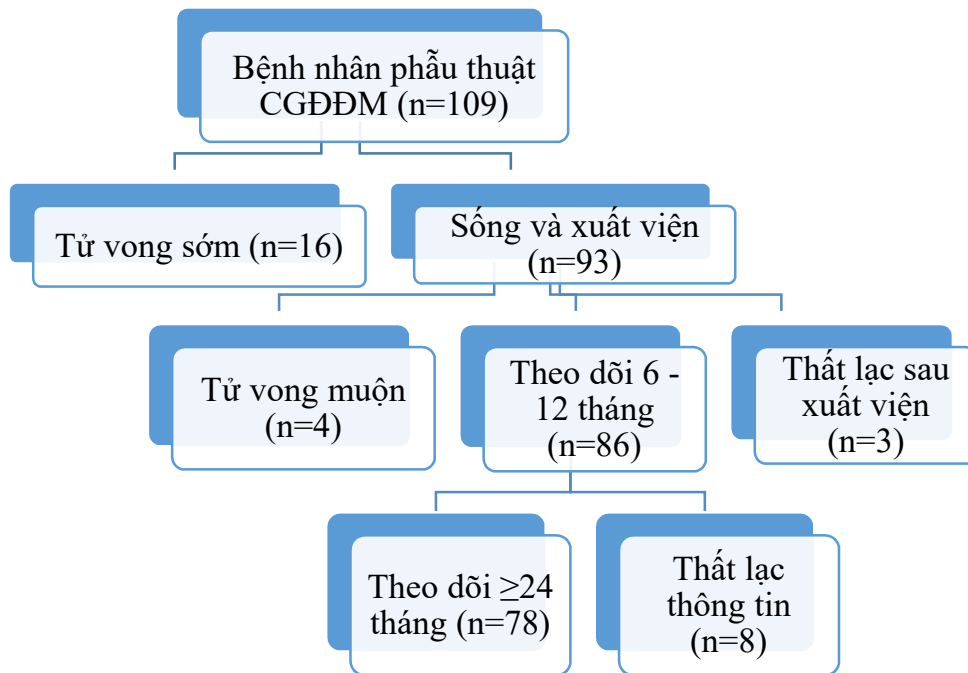 Bệnh nhân phẫu thuật
CGĐĐM (n=109)
Tử vong sớm (n=16)
Sống và xuất viện
(n=93)
Tử vong muộn
(n=4)
Theo dõi 6 -
12 tháng
(n=86)
Thất lạc sau
xuất viện
(n=3)
Theo dõi ≥24
tháng (n=78)
Thất lạc
thông tin
(n=8)